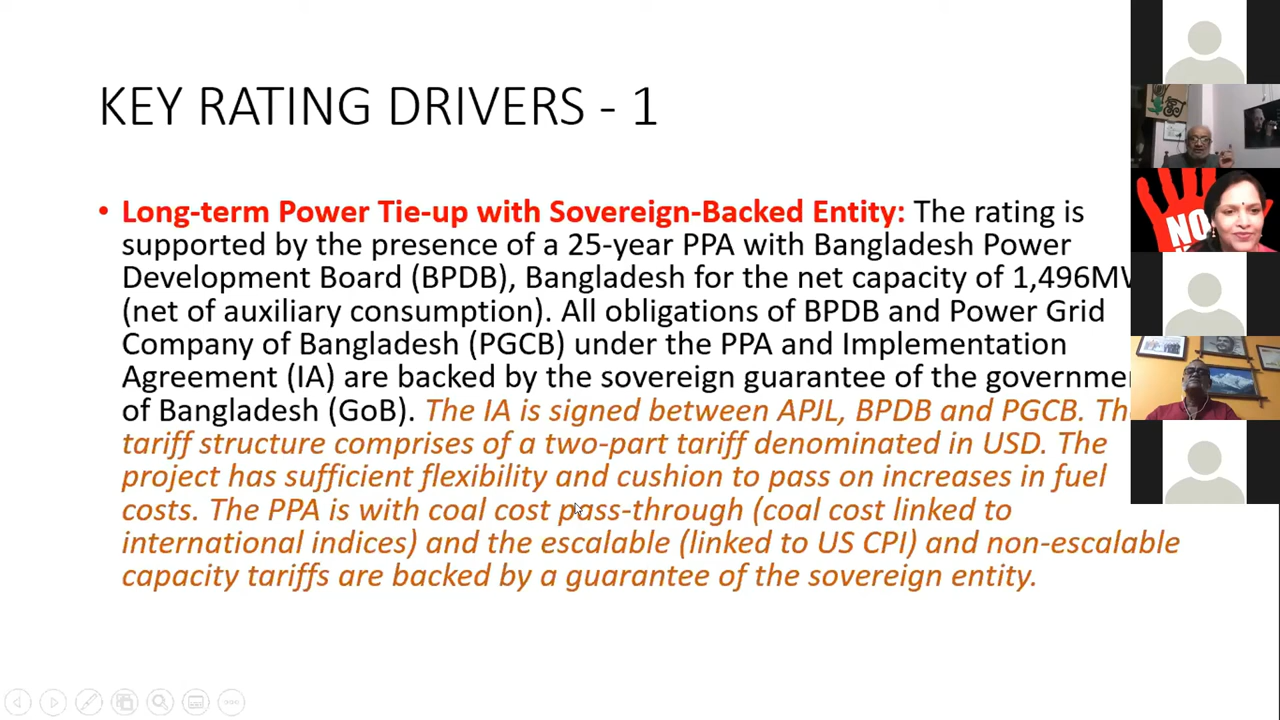 KEY RATING DRIVERS - 1
• Long-term Power Tie-up with Sovereign-Backed Entity: The rating is
supported by the presence of a 25-year PPA with Bangladesh Power
Development Board (BPDB), Bangladesh for the net capacity of
(net of auxiliary consumption). All obligations of BPDB and Power Grid
Company of Bangladesh (PGCB) under the PPA and Implementation
Agreement (IA) are backed by the sovereign guarantee of the
of Bangladesh (GoB). The IA is signed between APJL, BPDB and PGCB.
tariff structure comprises of a two-part tariff denominated in USD. The
project has sufficient flexibility and cushion to pass on increases in fuel
costs. The PPA is with coal cost pass-through (coal cost linked to
international indices) and the escalable (linked to US CPI) and non-escalable
capacity tariffs are backed by a guarantee of the sovereign entity.
NO